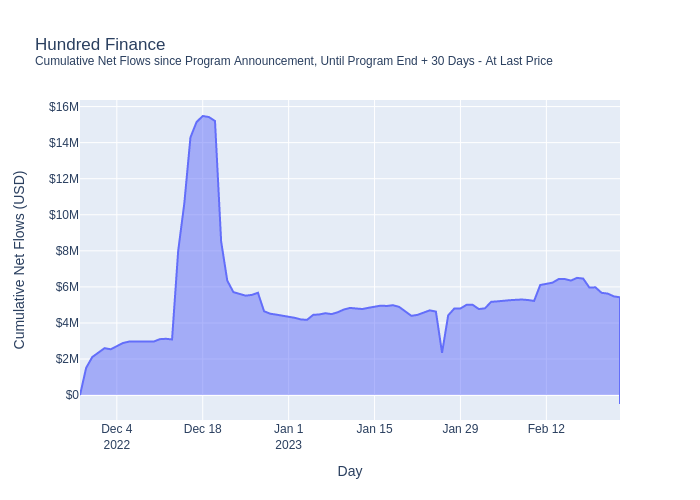 Hundred Finance
Cumulative Net Flows since Program Announcement, Until Program End + 30 Days - At Last Price
Cumulative Net Flows (USD)
$16M
$14M
$12M
$10M
$8M
$6M
$4M
$2M
$0
Dec 4 Dec 18 Jan 1 Jan 15 Jan 29 Feb 12
2022 2023
Day